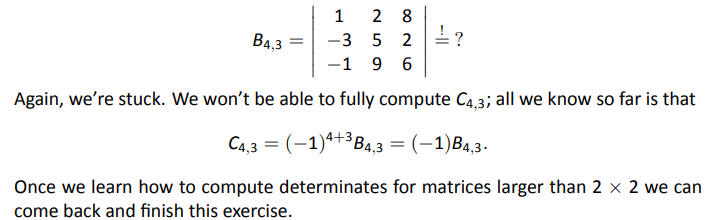 1 2 8
B₄,₃ = −3 5 2 ≟ ?
−1 9 6
Again, we're stuck. We won't be able to fully compute C₄,₃; all we know so far is that
C₄,₃ = (−1)⁴⁺³B₄,₃ = (−1)B₄,₃.
Once we learn how to compute determinates for matrices larger than 2 × 2 we can
come back and finish this exercise.